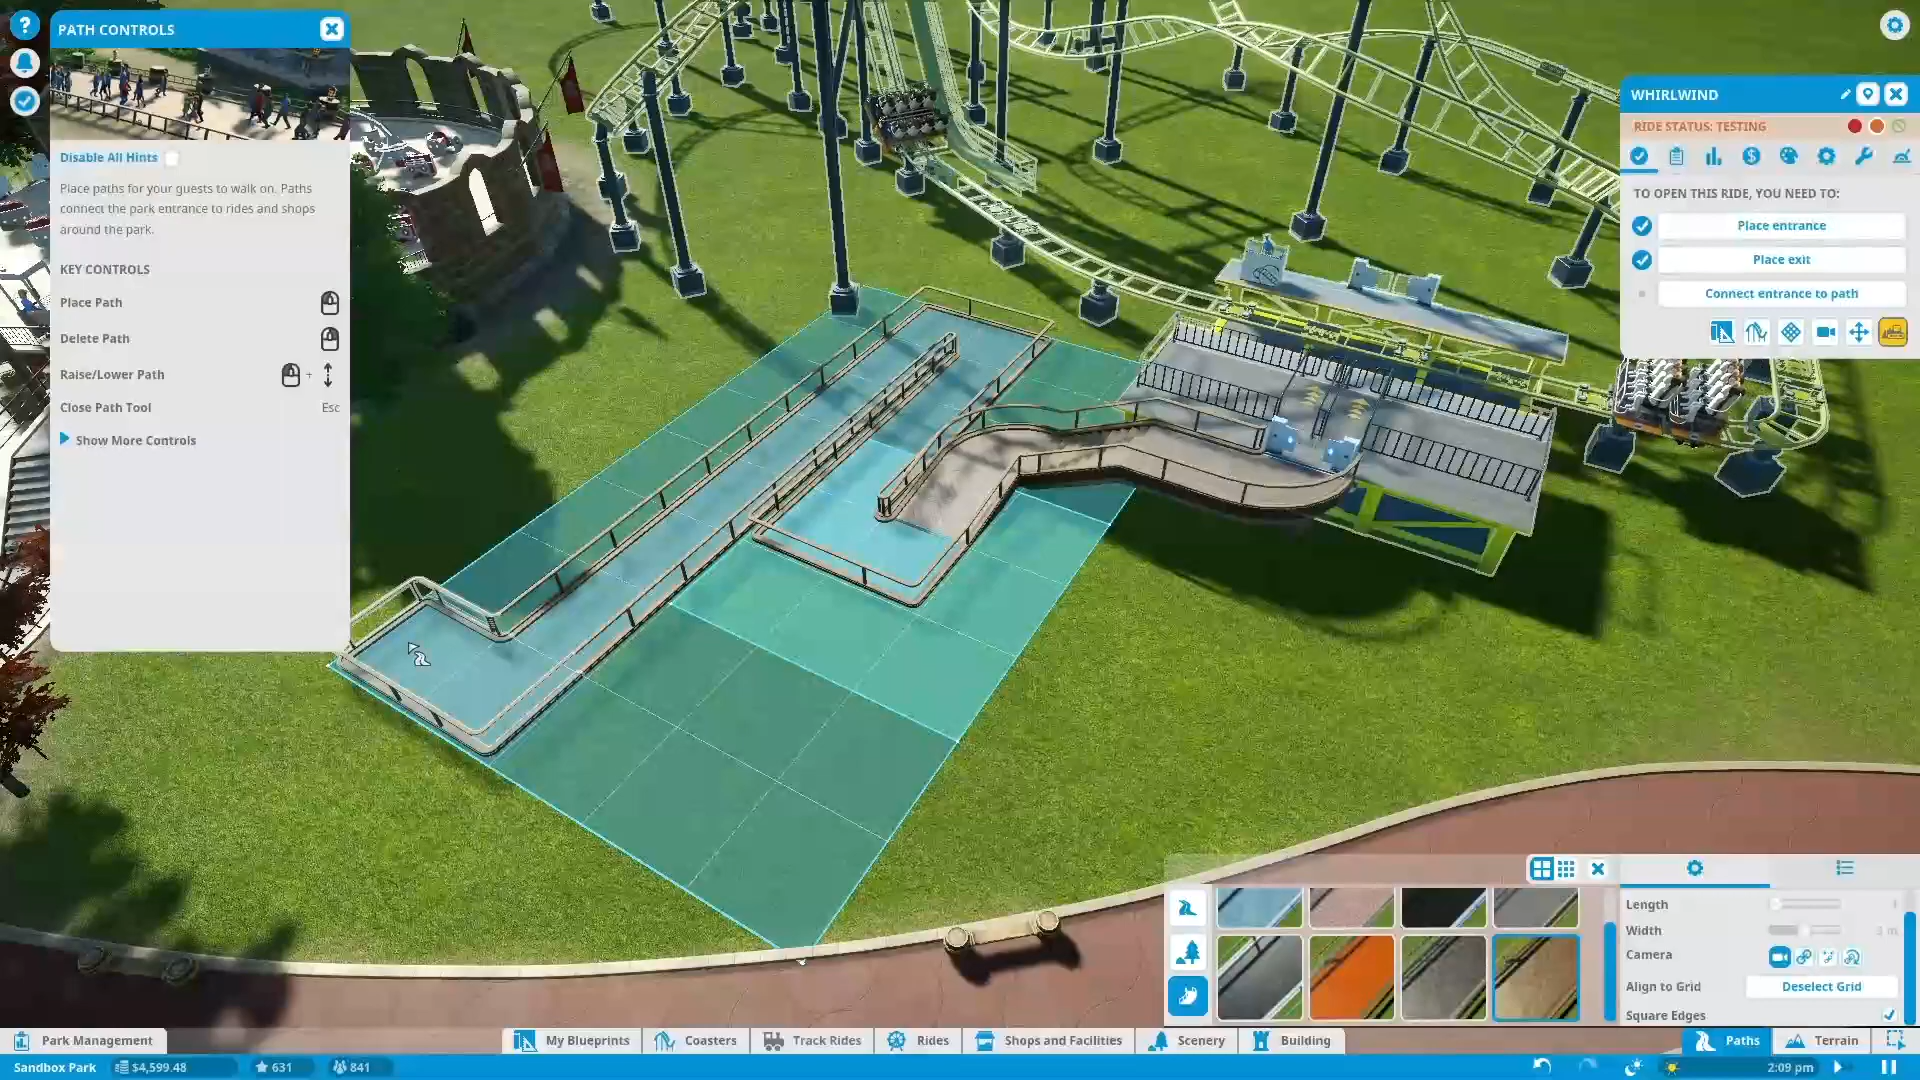 PATH CONTROLS
Disable All Hints
Place paths for your guests to walk on. Paths
connect the park entrance to rides and shops
around the park.
KEY CONTROLS
Place Path
Delete Path
Raise/Lower Path
+
Close Path Tool
Esc
Show More Controls
WHIRLWIND
RIDE STATUS: TESTING
TO OPEN THIS RIDE, YOU NEED TO:
Place entrance
Place exit
Connect entrance to path
Length
1
Width
3 m
Camera
Align to Grid
Deselect Grid
Square Edges
Park Management
My Blueprints
Coasters
Track Rides
Rides
Shops and Facilities
Scenery
Building
Paths
Terrain
Sandbox Park
$4,599.48
631
841
2:09 pm